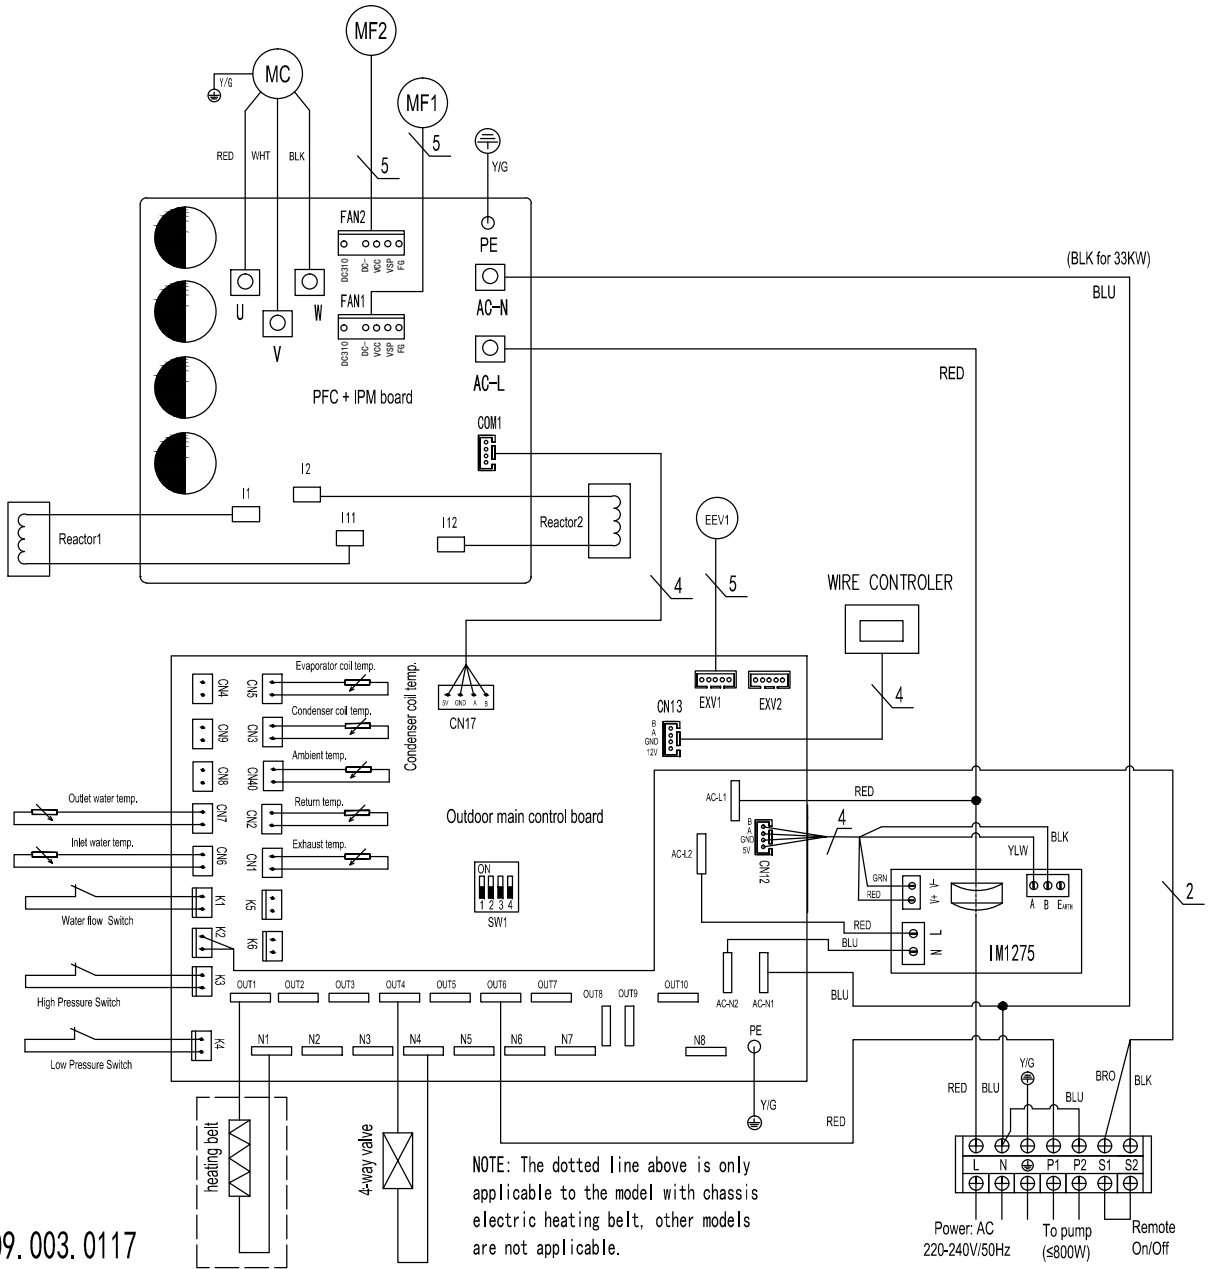 MF2
MC
Y/G
MF1
5
5
RED
WHT
BLK
Y/G
FAN2
PE
DC310
DC-
VCC
VSP
FG
(BLK for 33KW)
BLU
U
W
V
FAN1
AC-N
DC310
DC-
VCC
VSP
FG
RED
AC-L
PFC + IPM board
COM1
I2
I1
I11
I12
Reactor1
Reactor2
EEV1
4
5
WIRE CONTROLER
4
Evaporator coil temp.
CN4
CN5
Condenser coil temp.
5V GND A B
CN17
EXV1
EXV2
CN13
B
A
GND
12V
Condenser coil temp.
CN9
CN3
Ambient temp.
CN8
CN40
Outlet water temp.
CN7
Return temp.
CN2
Outdoor main control board
AC-L1
RED
B
A
GND
5V
CN12
4
YLW
BLK
Inlet water temp.
CN6
Exhaust temp.
CN1
AC-L2
ON
1 2 3 4
SW1
GRN
RED
V-
V+
A B EARTH
2
K1
K5
Water flow Switch
K2
K6
RED
BLU
L
N
IM1275
K3
High Pressure Switch
OUT1
OUT2
OUT3
OUT4
OUT5
OUT6
OUT7
OUT8
OUT9
OUT10
AC-N2
AC-N1
BLU
K4
Low Pressure Switch
N1
N2
N3
N4
N5
N6
N7
N8
PE
Y/G
RED
RED
BLU
Y/G
BLU
BRO
BLK
heating belt
4-way valve
L N P1 P2 S1 S2
NOTE: The dotted line above is only
applicable to the model with chassis
electric heating belt, other models
are not applicable.
Power: AC
220-240V/50Hz
To pump
(≤800W)
Remote
On/Off
09.003.0117